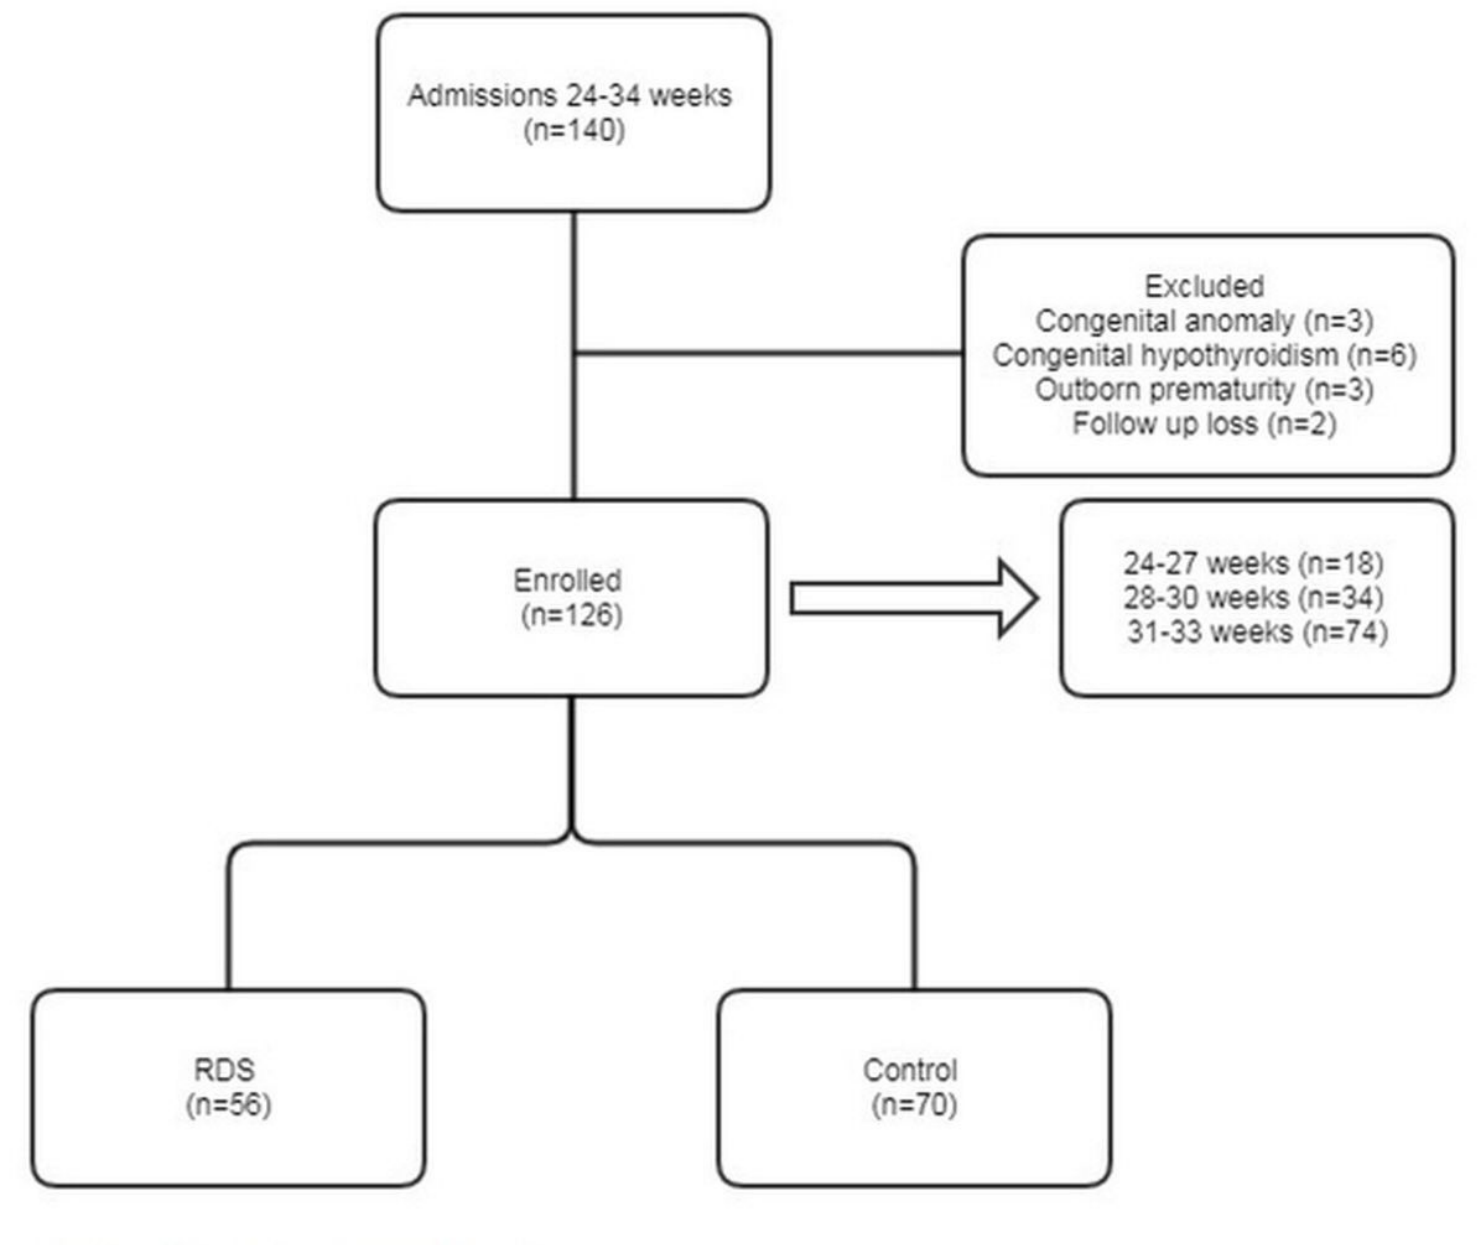 Admissions 24-34 weeks
(n=140)
Excluded
Congenital anomaly (n=3)
Congenital hypothyroidism (n=6)
Outborn prematurity (n=3)
Follow up loss (n=2)
Enrolled
(n=126)
24-27 weeks (n=18)
28-30 weeks (n=34)
31-33 weeks (n=74)
RDS
(n=56)
Control
(n=70)